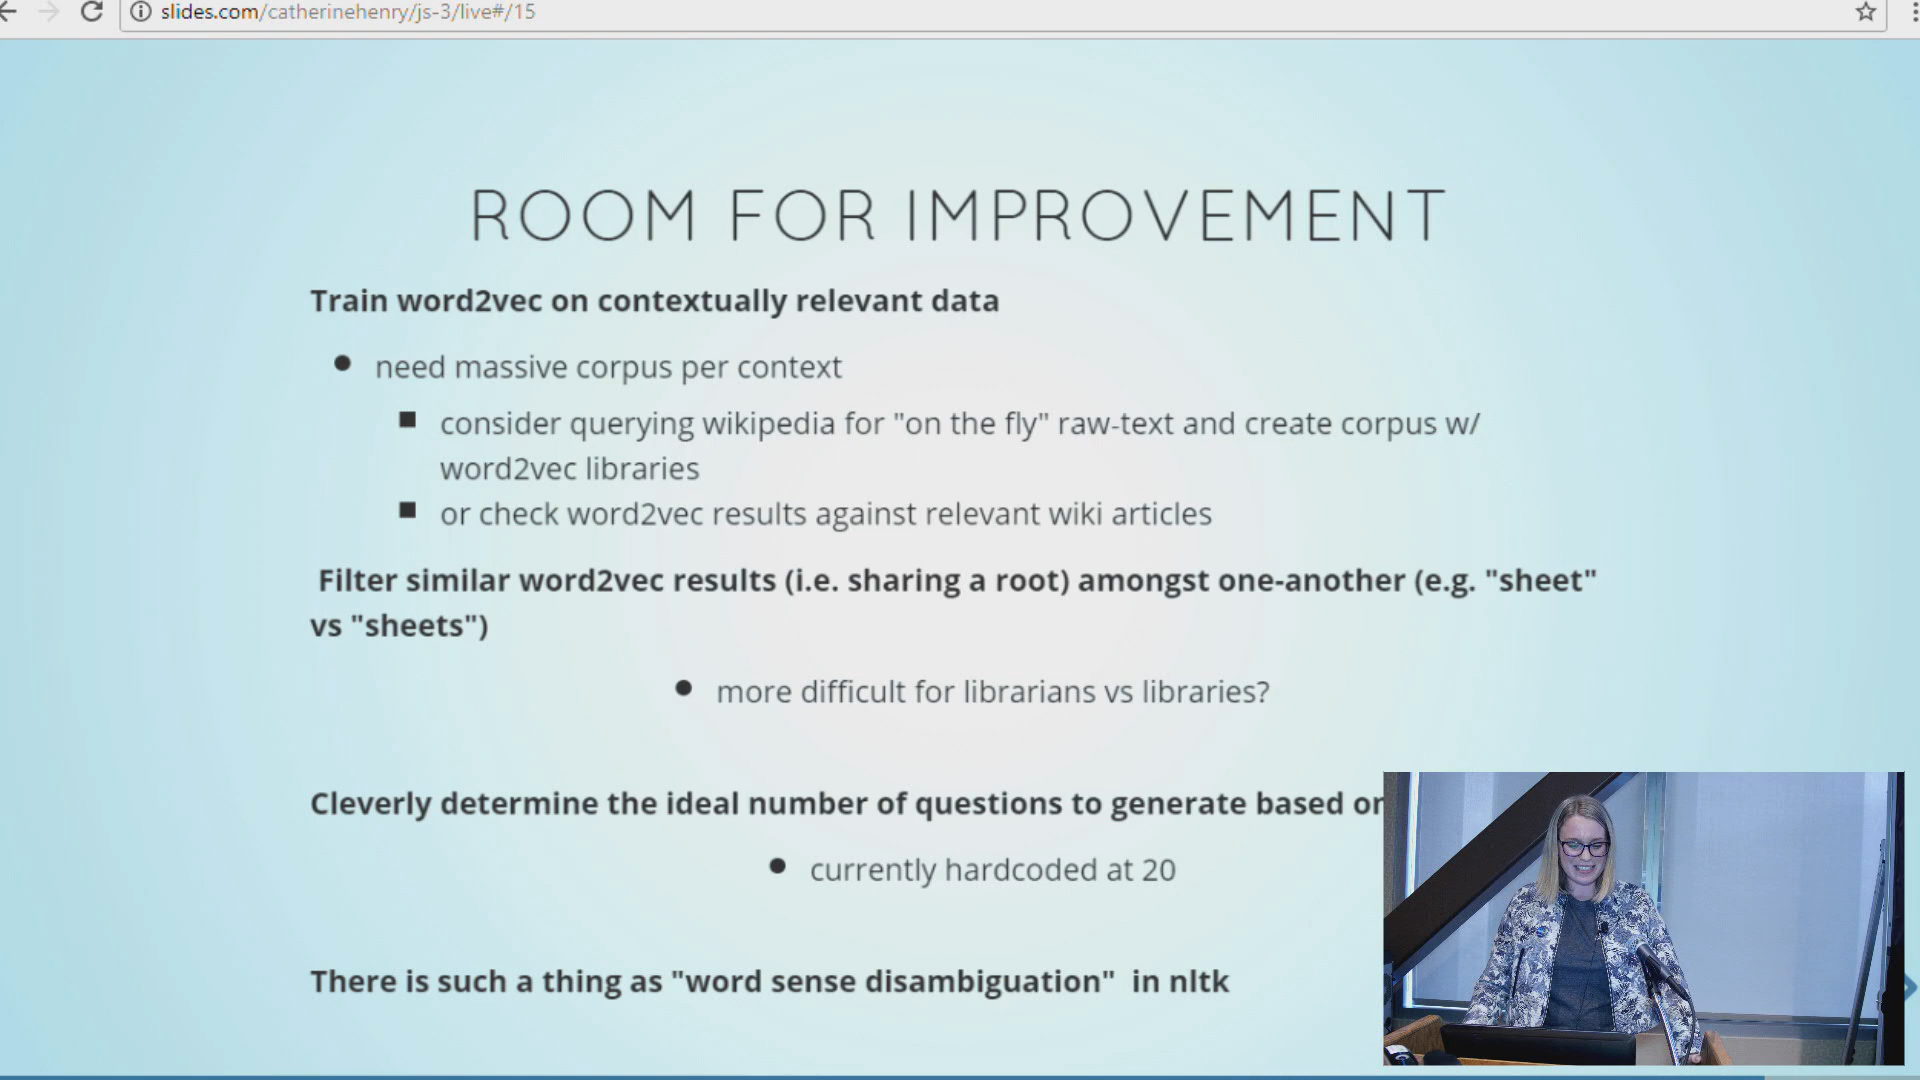 slides.com/catherinehenry/js-3/live#/15
ROOM FOR IMPROVEMENT
Train word2vec on contextually relevant data
need massive corpus per context
consider querying wikipedia for "on the fly" raw-text and create corpus w/
word2vec libraries
or check word2vec results against relevant wiki articles
Filter similar word2vec results (i.e. sharing a root) amongst one-another (e.g. "sheet"
vs "sheets")
more difficult for librarians vs libraries?
Cleverly determine the ideal number of questions to generate based
currently hardcoded at 20
There is such a thing as "word sense disambiguation" in nltk